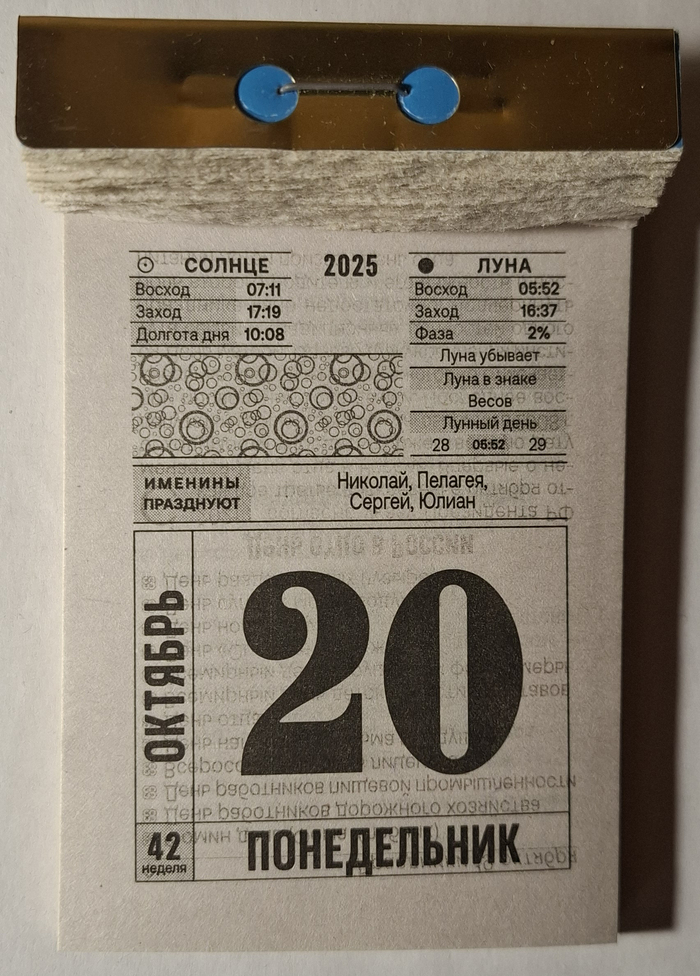 СОЛНЦЕ
Восход 07:11
Заход 17:19
Долгота дня 10:08
2025
ЛУНА
Восход 05:52
Заход 16:37
Фаза 2%
Луна убывает
Луна в знаке
Весов
Лунный день
28 05:52 29
ИМЕНИНЫ
ПРАЗДНУЮТ
Николай, Пелагея,
Сергей, Юлиан
ОКТЯБРЬ
20
42
неделя
ПОНЕДЕЛЬНИК